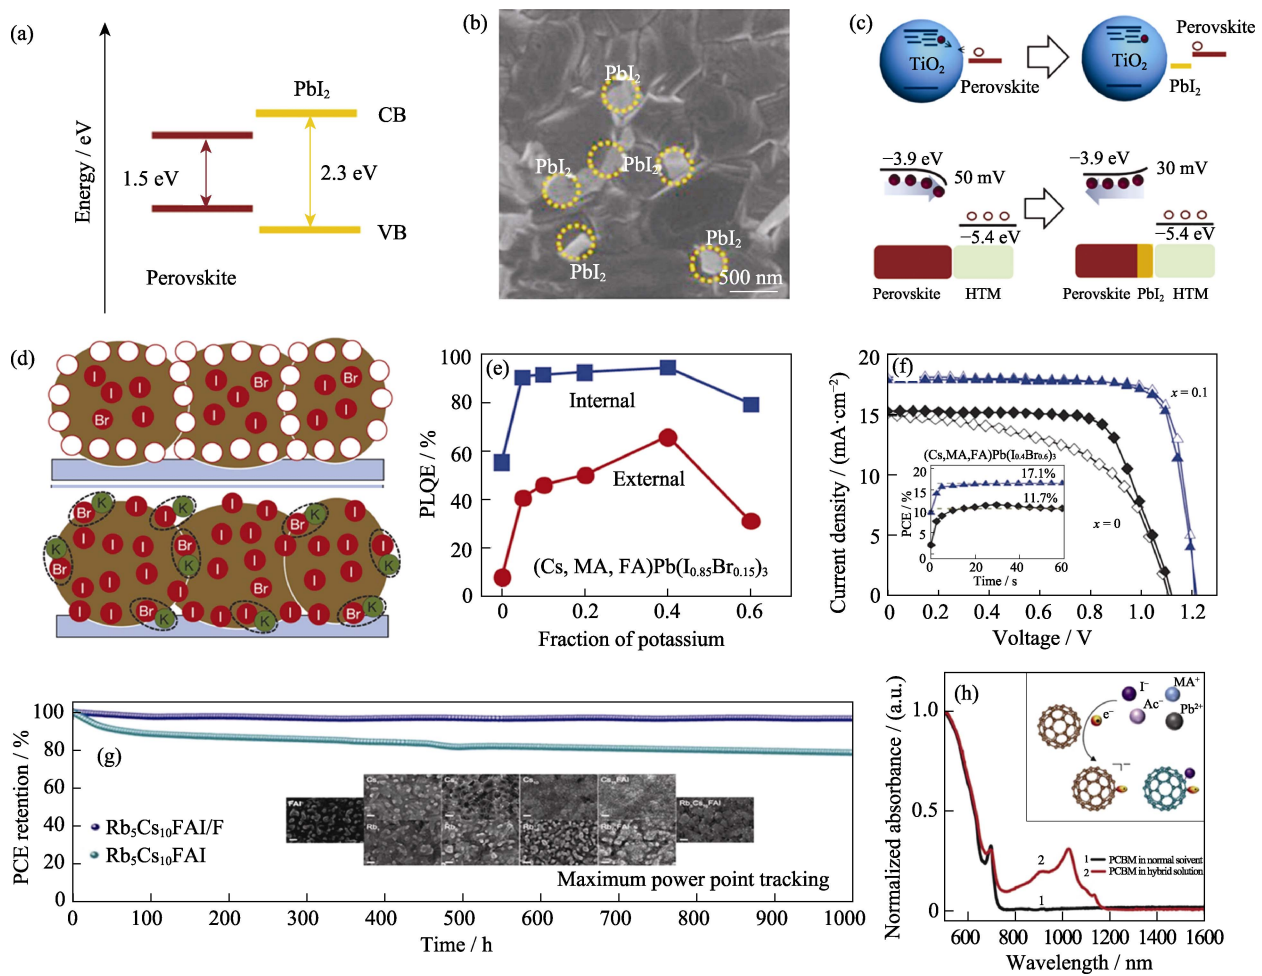 (a)
Energy / eV
PbI₂
CB
1.5 eV
2.3 eV
VB
Perovskite
(b)
PbI₂
PbI₂
PbI₂
PbI₂
PbI₂
500 nm
(c)
TiO₂
Perovskite
TiO₂
Perovskite
PbI₂
−3.9 eV
50 mV
−5.4 eV
−3.9 eV
30 mV
−5.4 eV
Perovskite
HTM
Perovskite
PbI₂
HTM
(d)
I
I
I
I
Br
I
Br
I
I
I
I
Br
I
I
Br
K
I
K
I
Br
K
I
I
I
I
I
I
I
Br
K
I
I
I
I
I
K
Br
K
I
I
I
I
I
Br
I
I
I
I
I
Br
K
I
I
K
I
I
Br
K
(e)
100
80
60
40
20
0
PLQE / %
Internal
External
(Cs, MA, FA)Pb(I₀.₈₅Br₀.₁₅)₃
0
0.2
0.4
0.6
Fraction of potassium
(f)
20
15
10
5
0
Current density / (mA·cm⁻²)
x = 0.1
x = 0
(Cs,MA,FA)Pb(I₀.₄Br₀.₆)₃
17.1%
11.7%
20
15
10
5
0
PCE / %
0
20
40
60
Time / s
0
0.2
0.4
0.6
0.8
1.0
1.2
Voltage / V
(g)
100
80
60
40
20
0
PCE retention / %
Rb₅Cs₁₀FAI/F
Rb₅Cs₁₀FAI
FAI
Maximum power point tracking
0
100
200
300
400
500
600
700
800
900
1000
Time / h
(h)
1.0
0.5
0
Normalized absorbance / (a.u.)
I⁻
MA⁺
e⁻
Ac⁻
Pb²⁺
2
1
1 PCBM in normal soivent
2 PCBM in hybrid solution
600
800
1000
1200
1400
1600
Wavelength / nm